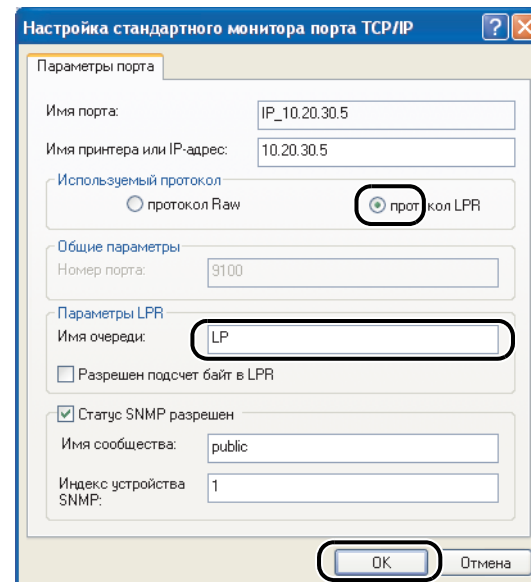 Настройка стандартного монитора порта TCP/IP
Параметры порта
Имя порта: IP_10.20.30.5
Имя принтера или IP-адрес: 10.20.30.5
Используемый протокол
протокол Raw протокол LPR
Общие параметры
Номер порта: 9100
Параметры LPR
Имя очереди: LP
Разрешен подсчет байт в LPR
Статус SNMP разрешен
Имя сообщества: public
Индекс устройства SNMP: 1
OK Отмена